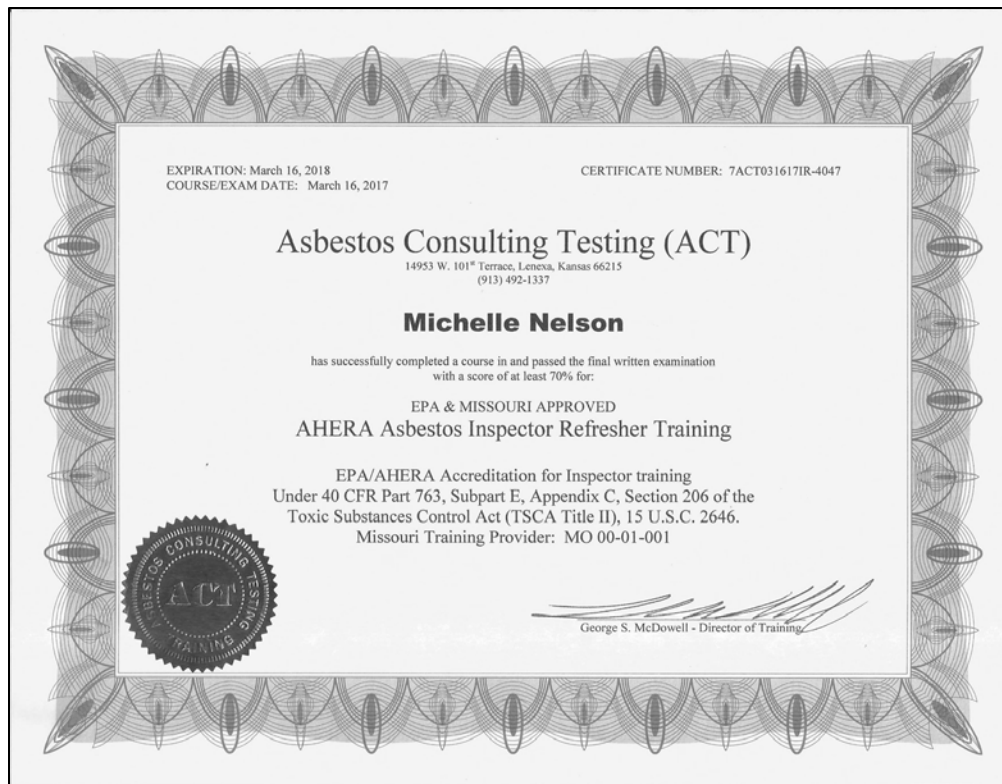 EXPIRATION: March 16, 2018
COURSE/EXAM DATE: March 16, 2017
CERTIFICATE NUMBER: 7ACT031617IR-4047
Asbestos Consulting Testing (ACT)
14953 W. 101st Terrace, Lenexa, Kansas 66215
(913) 492-1337
Michelle Nelson
has successfully completed a course in and passed the final written examination
with a score of at least 70% for:
EPA & MISSOURI APPROVED
AHERA Asbestos Inspector Refresher Training
EPA/AHERA Accreditation for Inspector training
Under 40 CFR Part 763, Subpart E, Appendix C, Section 206 of the
Toxic Substances Control Act (TSCA Title II), 15 U.S.C. 2646.
Missouri Training Provider: MO 00-01-001
ASBESTOS CONSULTING TESTING
ACT
TRAINING
George S. McDowell - Director of Training